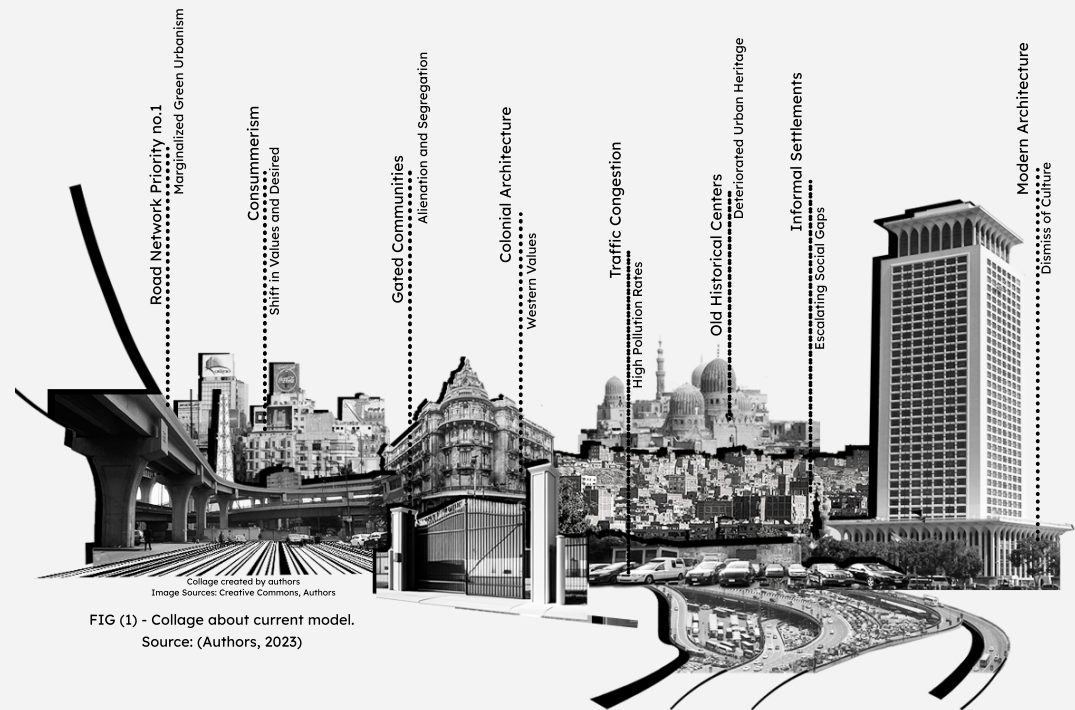 Road Network Priority no.1
Marginalized Green Urbanism
Consummerism
Shift in Values and Desired
Gated Communities
Alienation and Segregation
Colonial Architecture
Western Values
Traffic Congestion
High Pollution Rates
Old Historical Centers
Deteriorated Urban Heritage
Informal Settlements
Escalating Social Gaps
Modern Architecture
Dismiss of Culture
Collage created by authors
Image Sources: Creative Commons, Authors
FIG (1) - Collage about current model.
Source: (Authors, 2023)